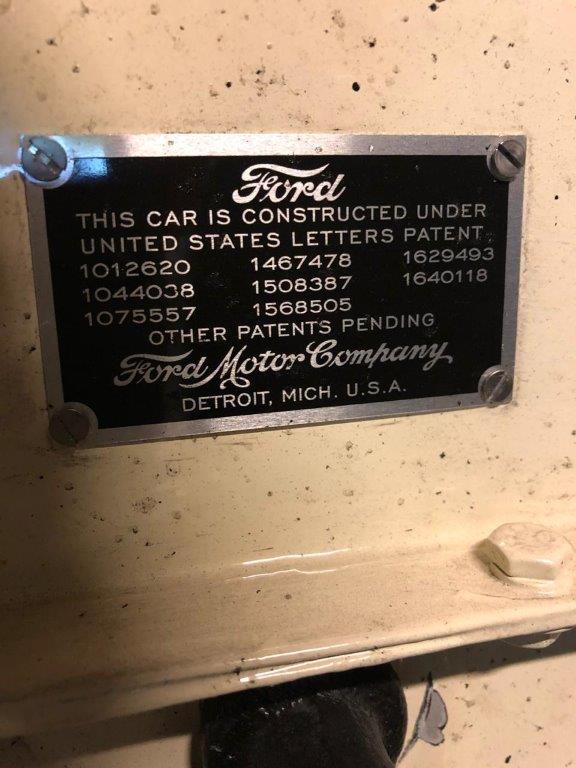 Ford
THIS CAR IS CONSTRUCTED UNDER
UNITED STATES LETTERS PATENT
1012620 1467478 1629493
1044038 1508387 1640118
1075557 1568505
OTHER PATENTS PENDING
Ford Motor Company
DETROIT, MICH. U.S.A.